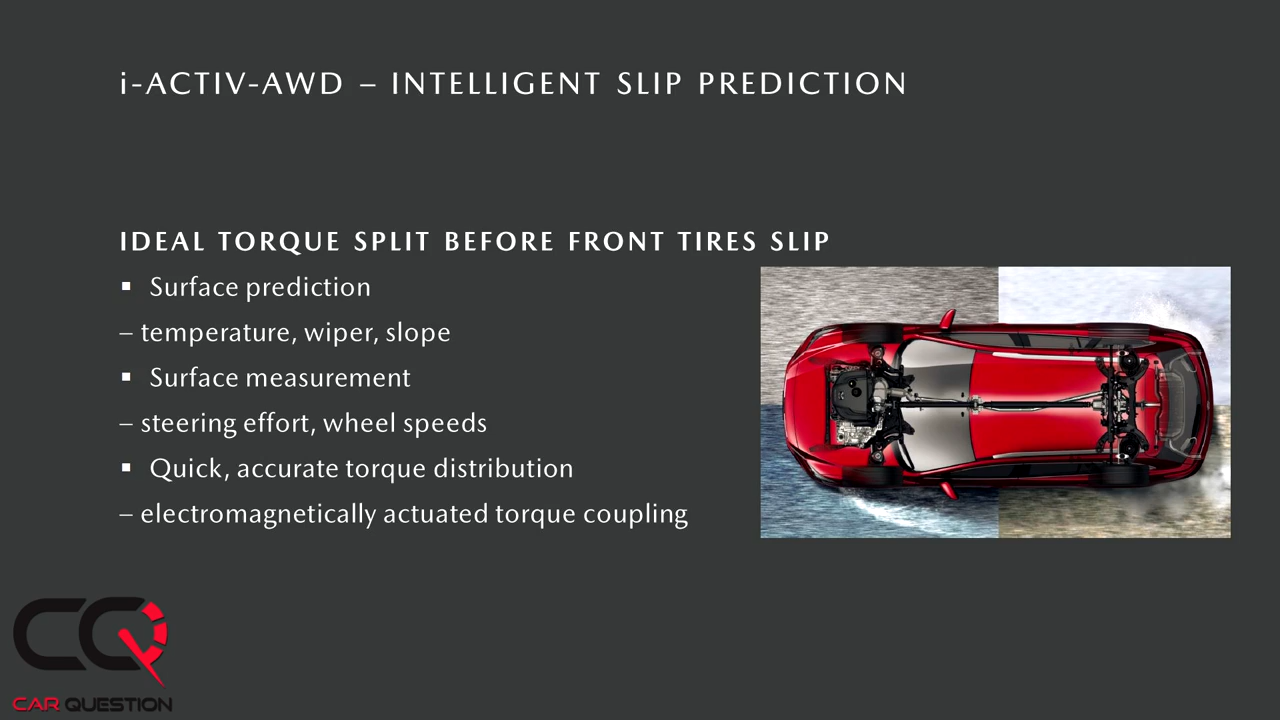 i-ACTIV-AWD – INTELLIGENT SLIP PREDICTION
IDEAL TORQUE SPLIT BEFORE FRONT TIRES SLIP
▪ Surface prediction
– temperature, wiper, slope
▪ Surface measurement
– steering effort, wheel speeds
▪ Quick, accurate torque distribution
– electromagnetically actuated torque coupling
CQ
CAR QUESTION